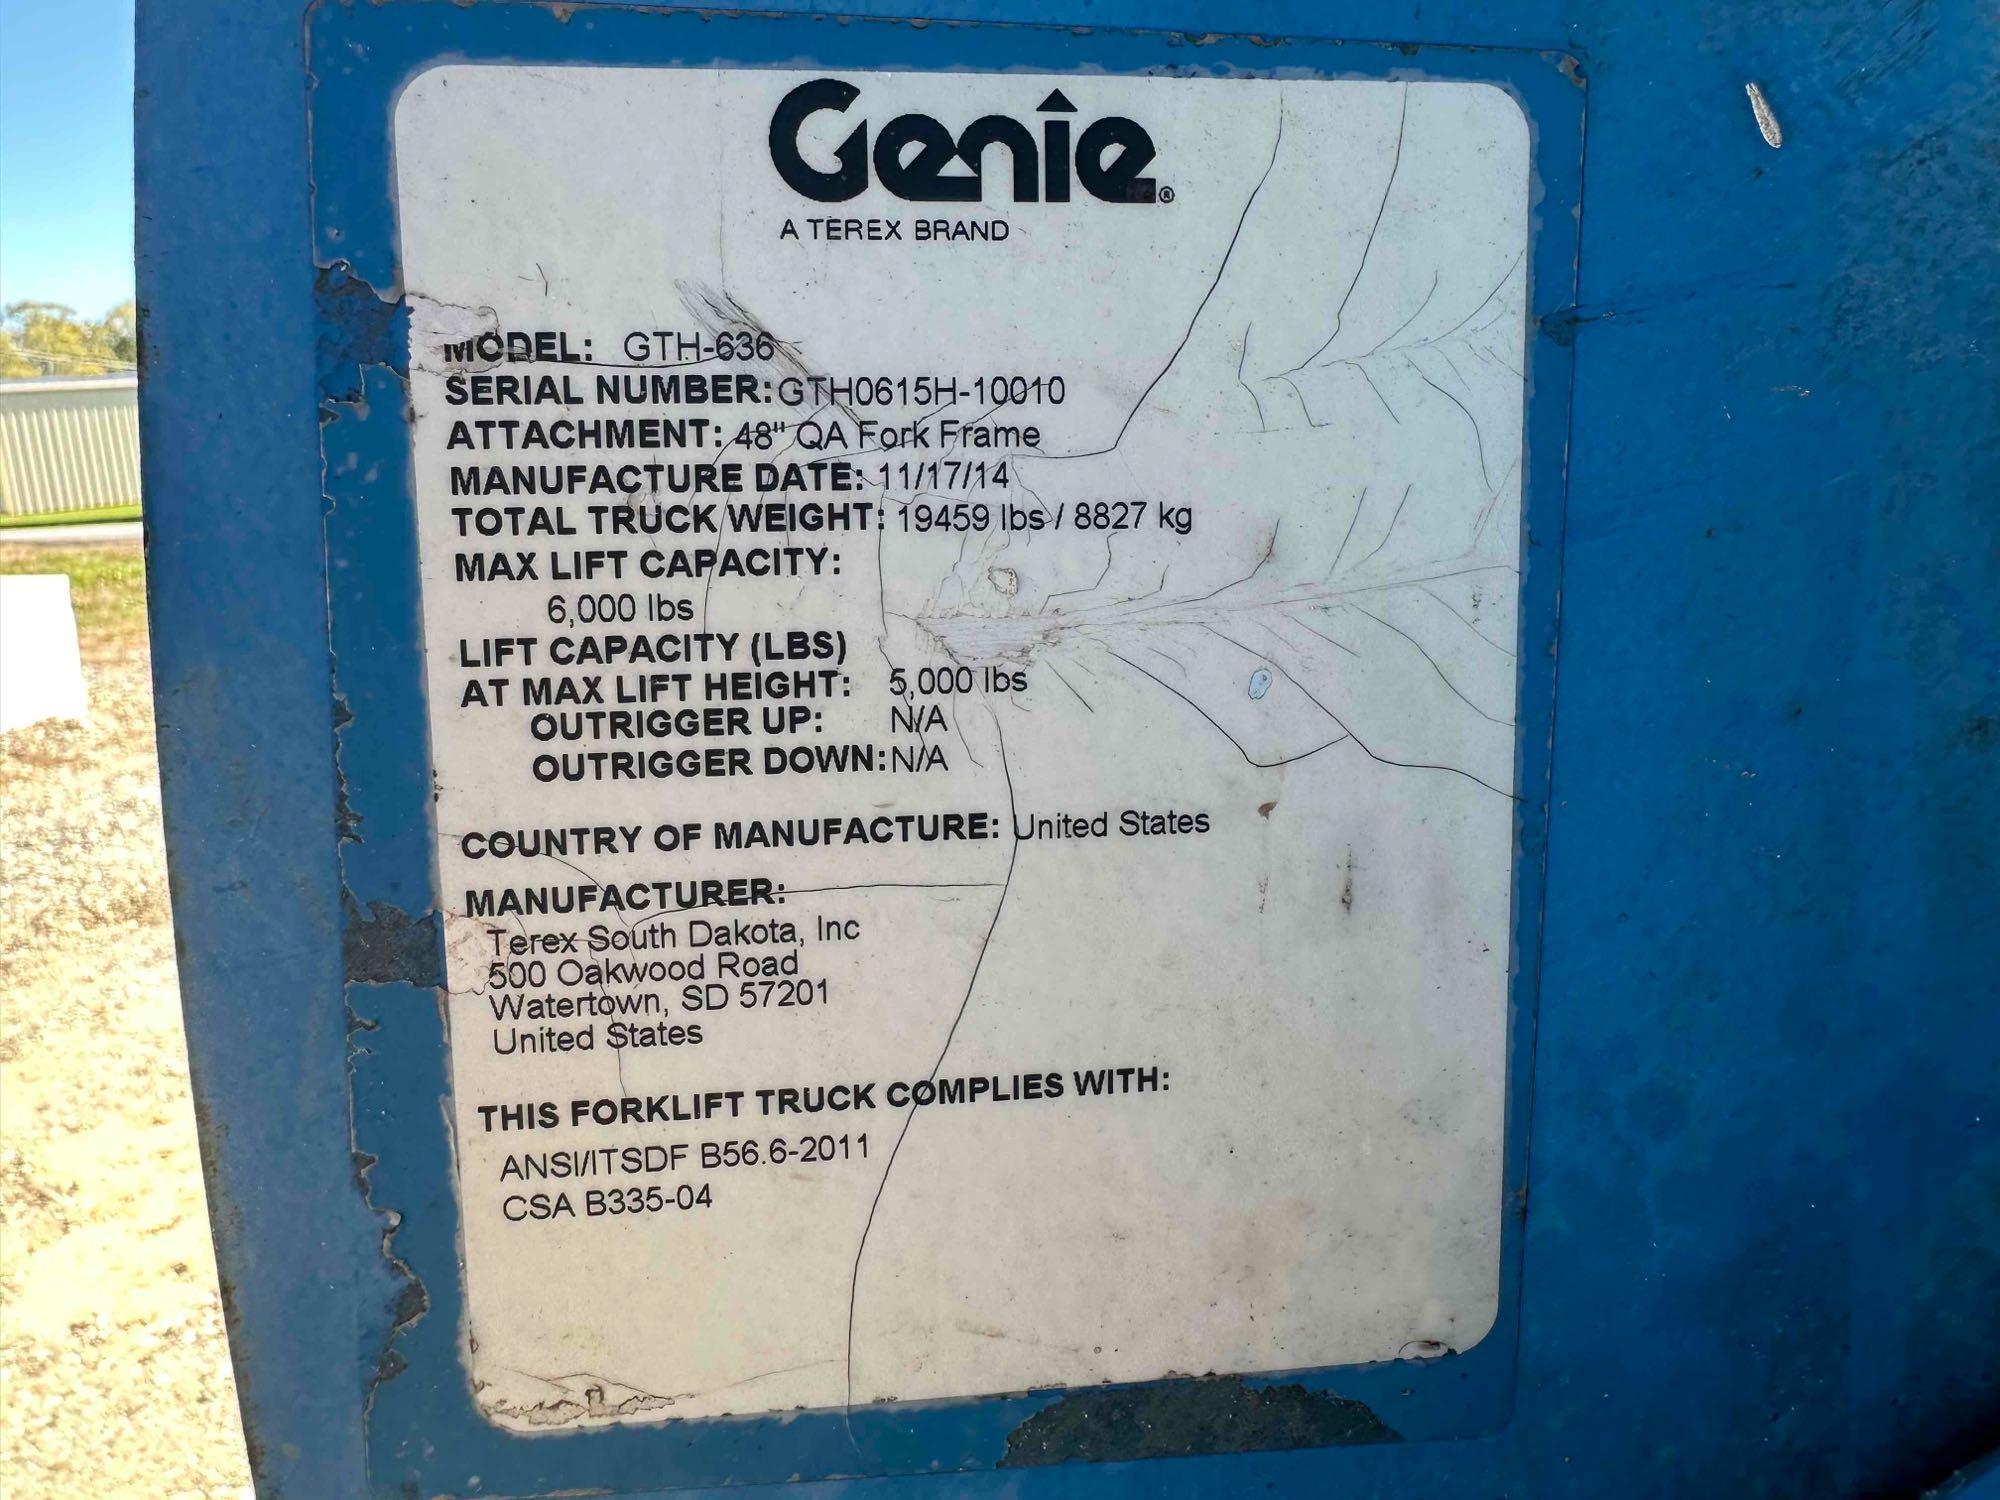 Genie®
A TEREX BRAND
MODEL: GTH-636
SERIAL NUMBER: GTH0615H-10010
ATTACHMENT: 48" QA Fork Frame
MANUFACTURE DATE: 11/17/14
TOTAL TRUCK WEIGHT: 19459 lbs / 8827 kg
MAX LIFT CAPACITY:
6,000 lbs
LIFT CAPACITY (LBS)
AT MAX LIFT HEIGHT: 5,000 lbs
OUTRIGGER UP: N/A
OUTRIGGER DOWN: N/A
COUNTRY OF MANUFACTURE: United States
MANUFACTURER:
Terex South Dakota, Inc
500 Oakwood Road
Watertown, SD 57201
United States
THIS FORKLIFT TRUCK COMPLIES WITH:
ANSI/ITSDF B56.6-2011
CSA B335-04